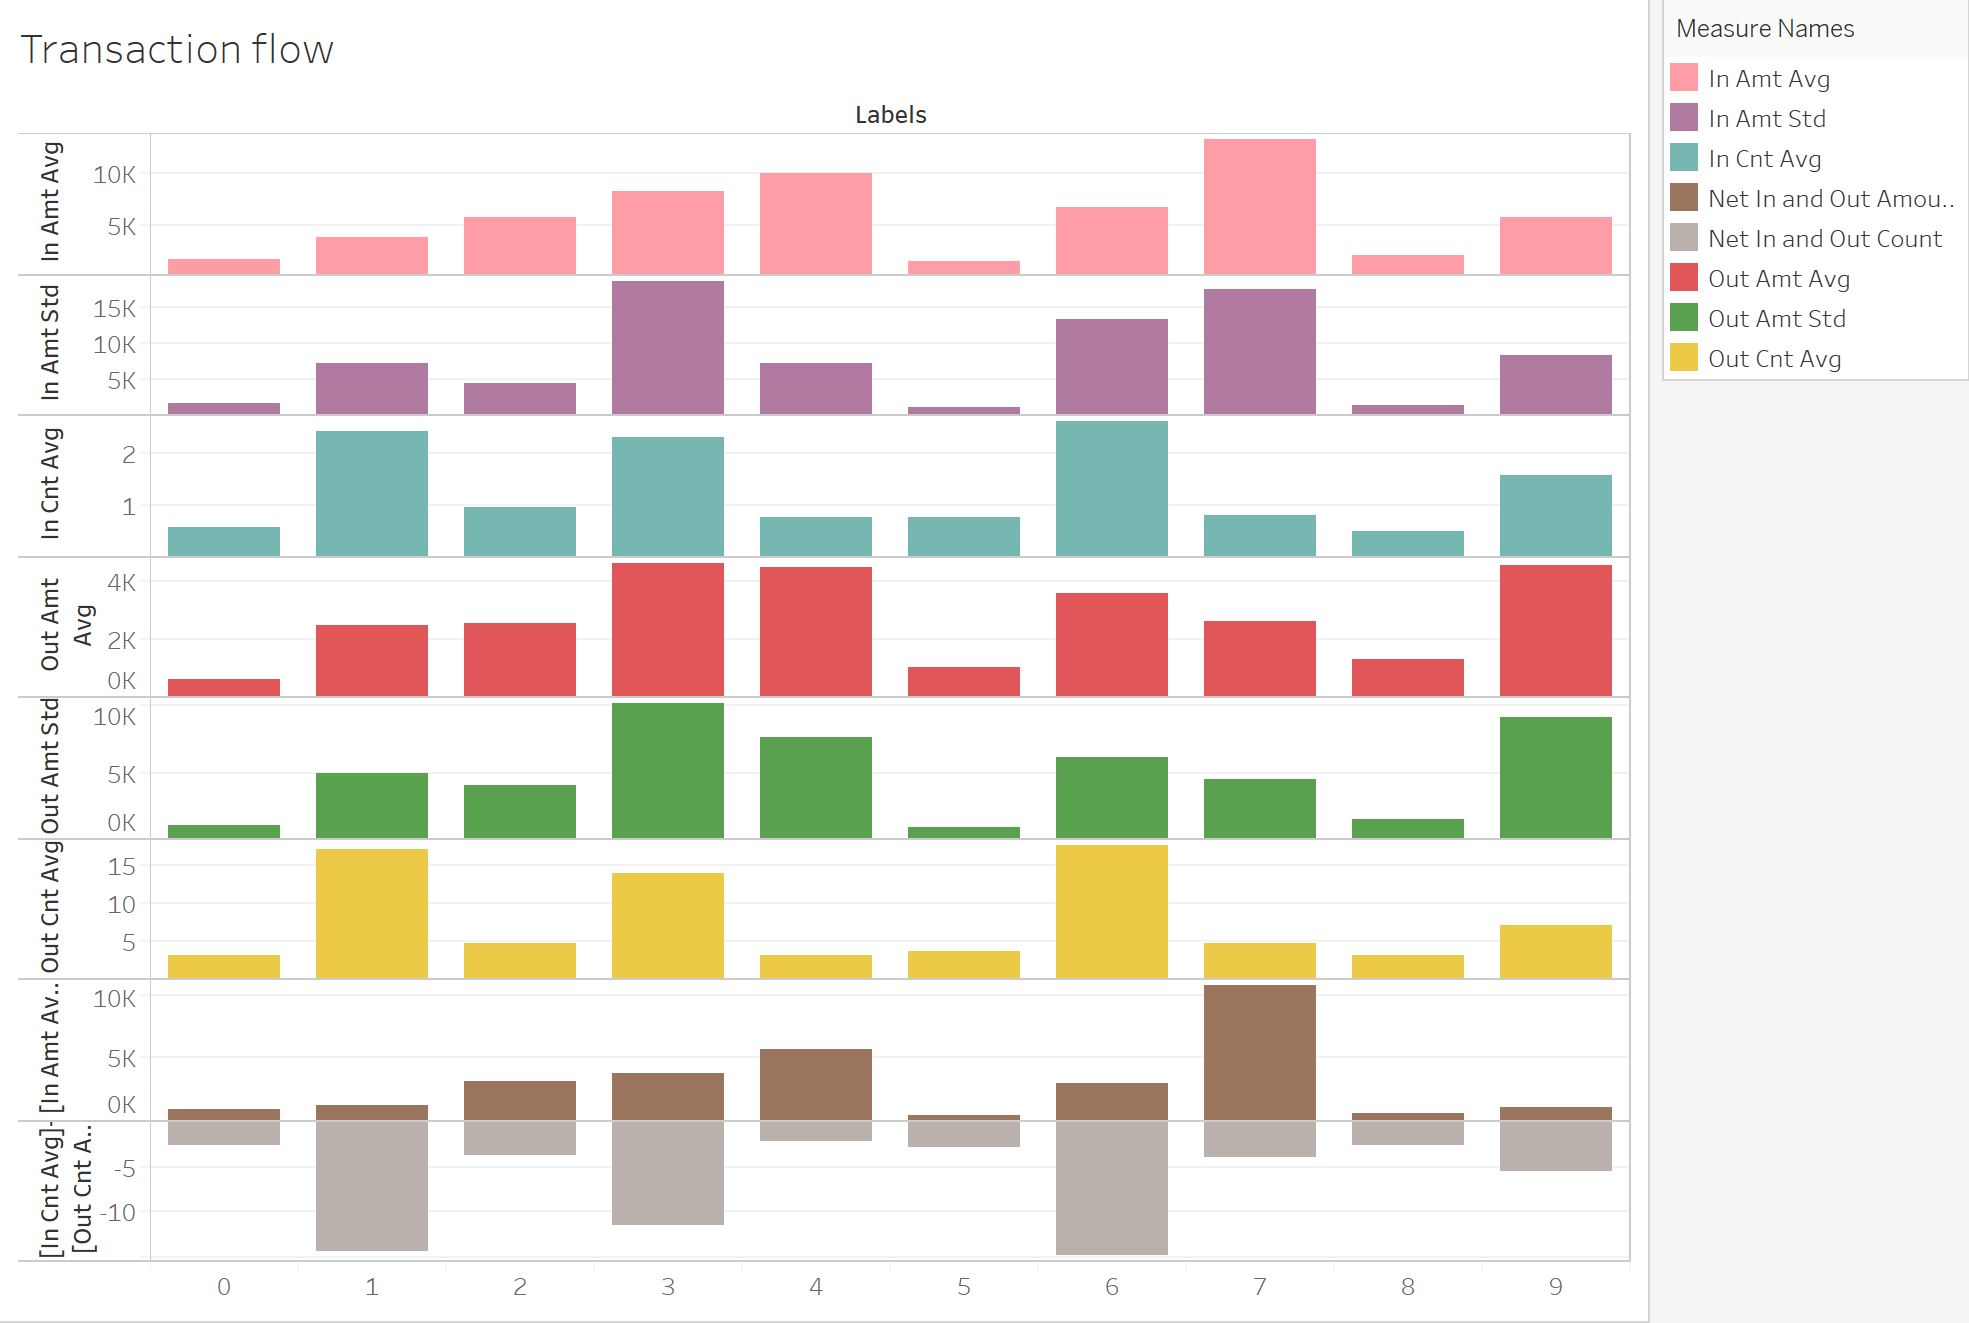 Transaction flow
Labels
In Amt Avg
10K
5K
In Amt Std
15K
10K
5K
In Cnt Avg
2
1
Out Amt
Avg
4K
2K
0K
Out Amt Std
10K
5K
0K
Out Cnt Avg
15
10
5
[In Amt Av..
10K
5K
0K
[In Cnt Avg]-
[Out Cnt A..
-5
-10
0 1 2 3 4 5 6 7 8 9
Measure Names
In Amt Avg
In Amt Std
In Cnt Avg
Net In and Out Amou..
Net In and Out Count
Out Amt Avg
Out Amt Std
Out Cnt Avg